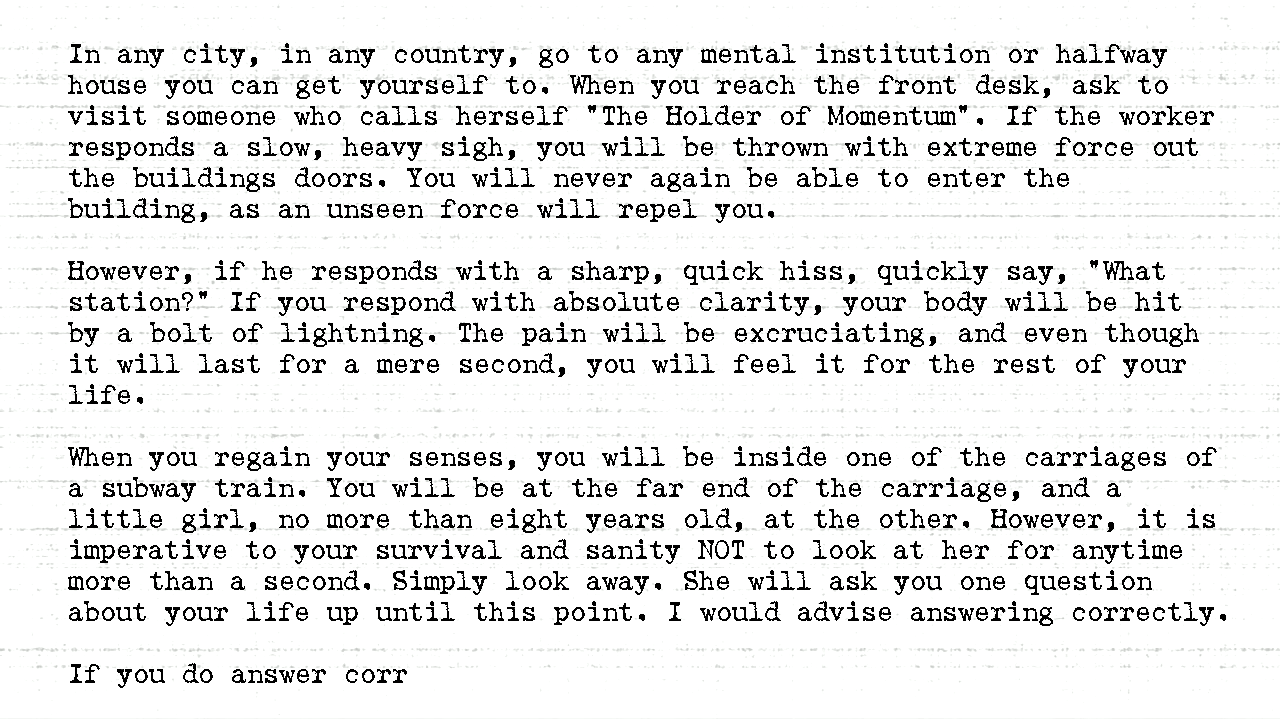 In any city, in any country, go to any mental institution or halfway
house you can get yourself to. When you reach the front desk, ask to
visit someone who calls herself "The Holder of Momentum". If the worker
responds a slow, heavy sigh, you will be thrown with extreme force out
the buildings doors. You will never again be able to enter the
building, as an unseen force will repel you.
However, if he responds with a sharp, quick hiss, quickly say, "What
station?" If you respond with absolute clarity, your body will be hit
by a bolt of lightning. The pain will be excruciating, and even though
it will last for a mere second, you will feel it for the rest of your
life.
When you regain your senses, you will be inside one of the carriages of
a subway train. You will be at the far end of the carriage, and a
little girl, no more than eight years old, at the other. However, it is
imperative to your survival and sanity NOT to look at her for anytime
more than a second. Simply look away. She will ask you one question
about your life up until this point. I would advise answering correctly.
If you do answer corr